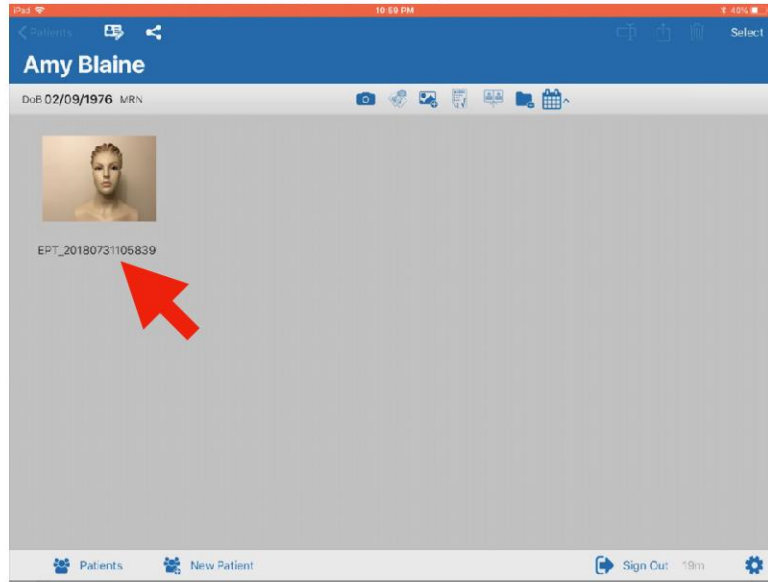 iPad 10:59 PM 40%
Patients Select
Amy Blaine
DoB 02/09/1976 MRN
EPT_20180731105839
Patients New Patient Sign Out 19m